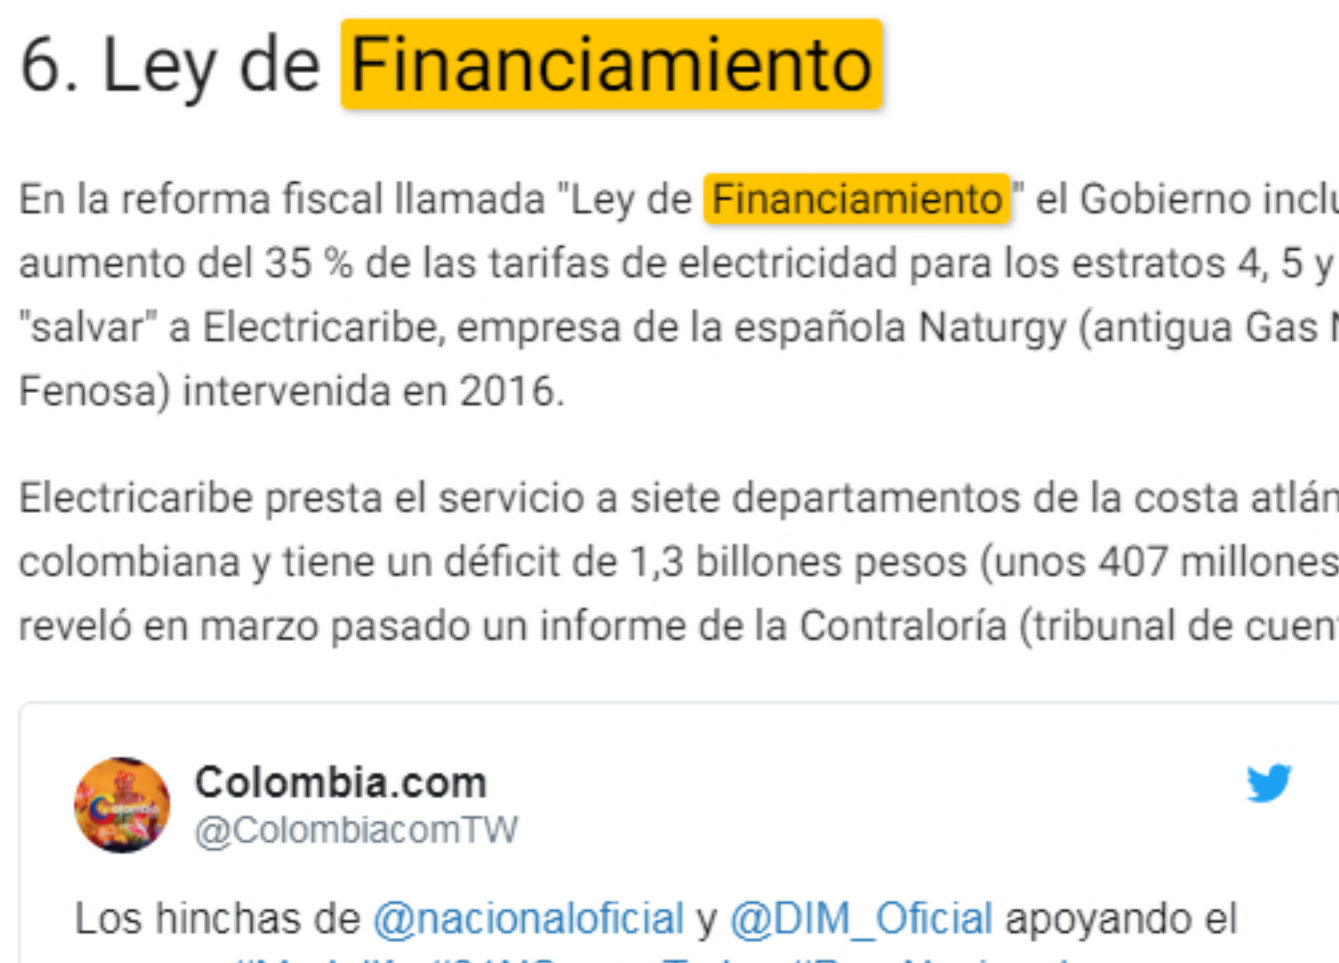 6. Ley de Financiamiento
En la reforma fiscal llamada "Ley de Financiamiento" el Gobierno
aumento del 35 % de las tarifas de electricidad para los estratos 4, 5 y
"salvar" a Electricaribe, empresa de la española Naturgy (antigua Gas
Fenosa) intervenida en 2016.
Electricaribe presta el servicio a siete departamentos de la costa
colombiana y tiene un déficit de 1,3 billones pesos (unos 407 millones
reveló en marzo pasado un informe de la Contraloría (tribunal de
Colombia.com
@ColombiacomTW
Los hinchas de @nacionaloficial y @DIM_Oficial apoyando el